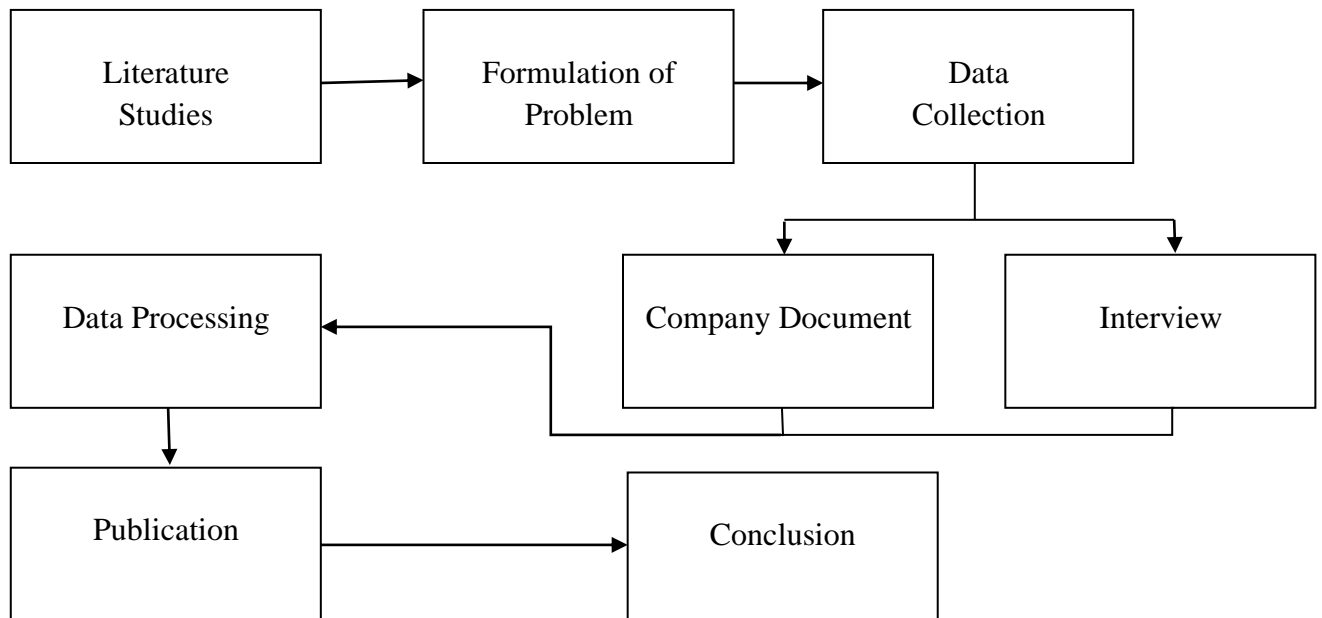 Literature
Studies
Formulation of
Problem
Data
Collection
Data Processing
Company Document
Interview
Publication
Conclusion